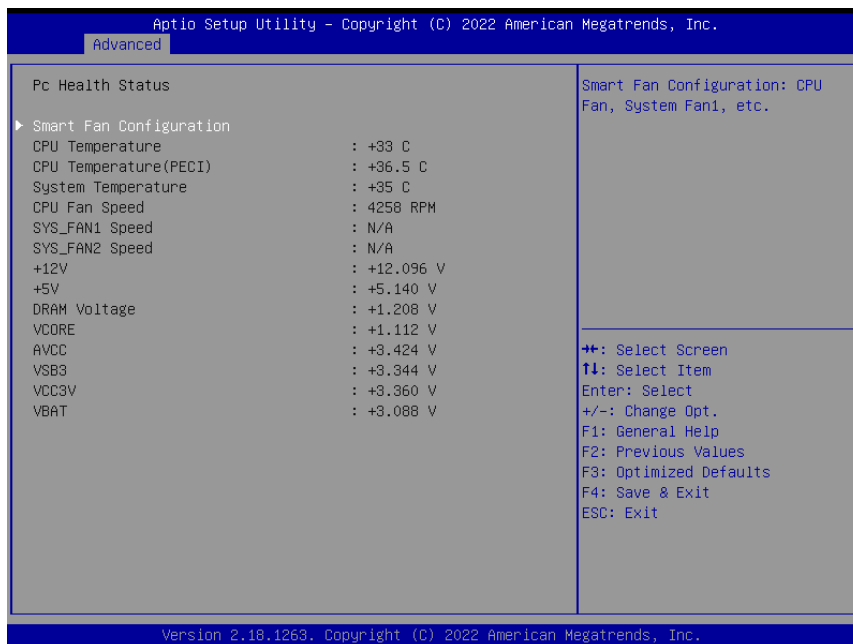 Aptio Setup Utility – Copyright (C) 2022 American Megatrends, Inc.
Advanced
Pc Health Status
Smart Fan Configuration
CPU Temperature : +33 C
CPU Temperature(PECI) : +36.5 C
System Temperature : +35 C
CPU Fan Speed : 4258 RPM
SYS_FAN1 Speed : N/A
SYS_FAN2 Speed : N/A
+12V : +12.096 V
+5V : +5.140 V
DRAM Voltage : +1.208 V
VCORE : +1.112 V
AVCC : +3.424 V
VSB3 : +3.344 V
VCC3V : +3.360 V
VBAT : +3.088 V
Smart Fan Configuration: CPU
Fan, System Fan1, etc.
→←: Select Screen
↑↓: Select Item
Enter: Select
+/-: Change Opt.
F1: General Help
F2: Previous Values
F3: Optimized Defaults
F4: Save & Exit
ESC: Exit
Version 2.18.1263. Copyright (C) 2022 American Megatrends, Inc.